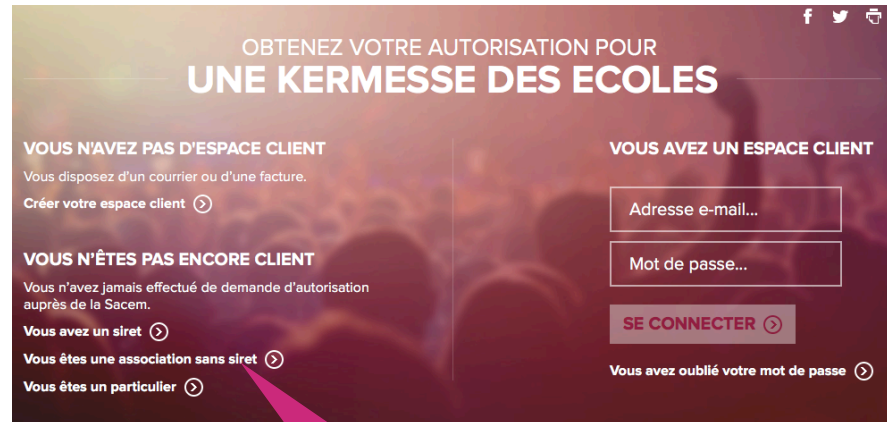 OBTENEZ VOTRE AUTORISATION POUR
UNE KERMESSE DES ECOLES
VOUS N'AVEZ PAS D'ESPACE CLIENT
Vous disposez d'un courrier ou d'une facture.
Créer votre espace client
VOUS N'ÊTES PAS ENCORE CLIENT
Vous n'avez jamais effectué de demande d'autorisation
auprès de la Sacem.
Vous avez un siret
Vous êtes une association sans siret
Vous êtes un particulier
VOUS AVEZ UN ESPACE CLIENT
Adresse e-mail...
Mot de passe...
SE CONNECTER
Vous avez oublié votre mot de passe